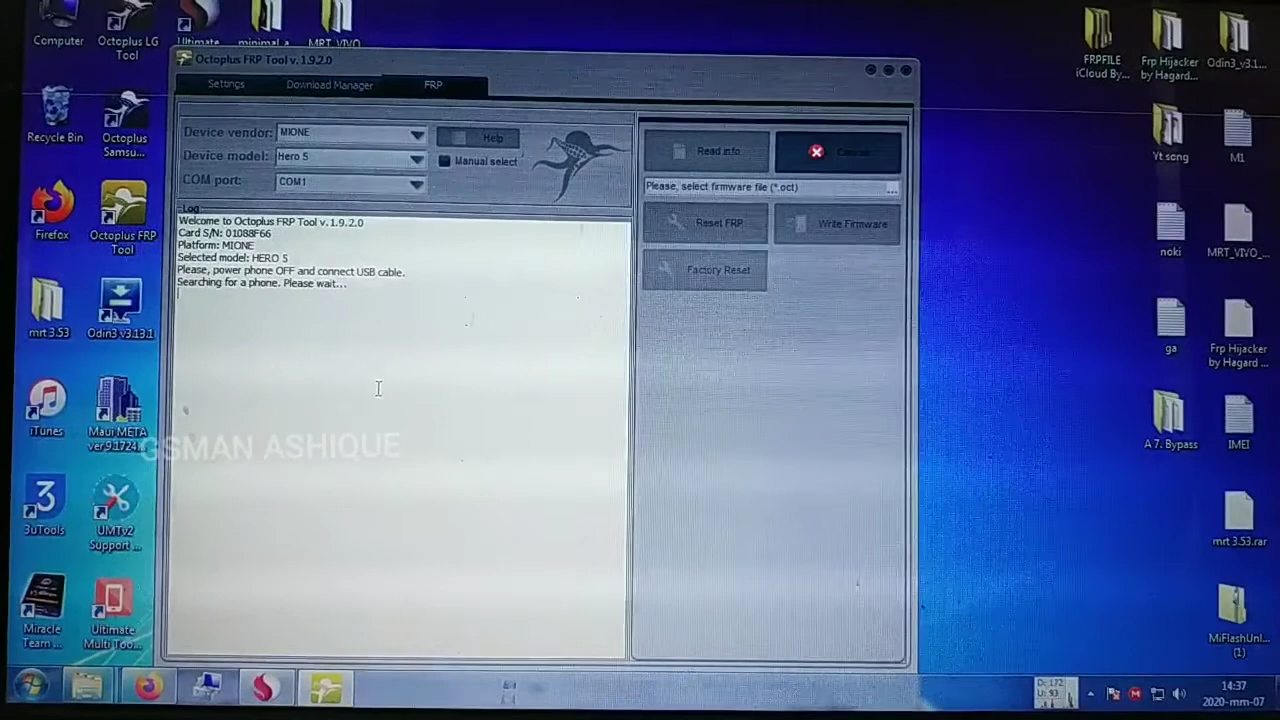 Computer
Octoplus LG
Tool
Ultimate
minimal a
MRT_VIVO
FRPFILE
iCloud By...
Frp Hijacker
by Hagard...
Odin3_v3.1...
Octoplus FRP Tool v. 1.9.2.0
Settings
Download Manager
FRP
Device vendor:
MIONE
Help
Device model:
Hero 5
Manual select
COM port:
COM1
Read info
Cancel
Please, select firmware file (*.oct)
...
Reset FRP
Write Firmware
Factory Reset
Log
Welcome to Octoplus FRP Tool v. 1.9.2.0
Card S/N: 01088F66
Platform: MIONE
Selected model: HERO 5
Please, power phone OFF and connect USB cable.
Searching for a phone. Please wait...
GSMAN ASHIQUE
Recycle Bin
Octoplus
Samsu...
Firefox
Octoplus FRP
Tool
mrt 3.53
Odin3 v3.13.1
iTunes
Maui META
ver9.1724...
3uTools
UMTv2
Support ...
Miracle
Team ...
Ultimate
Multi Too...
Yt song
M1
noki
MRT_VIVO_...
ga
Frp Hijacker
by Hagard ...
A 7. Bypass
IMEI
mrt 3.53.rar
MiFlashUnl...
(1)
D: 172
U: 93
14:37
2020-mm-07